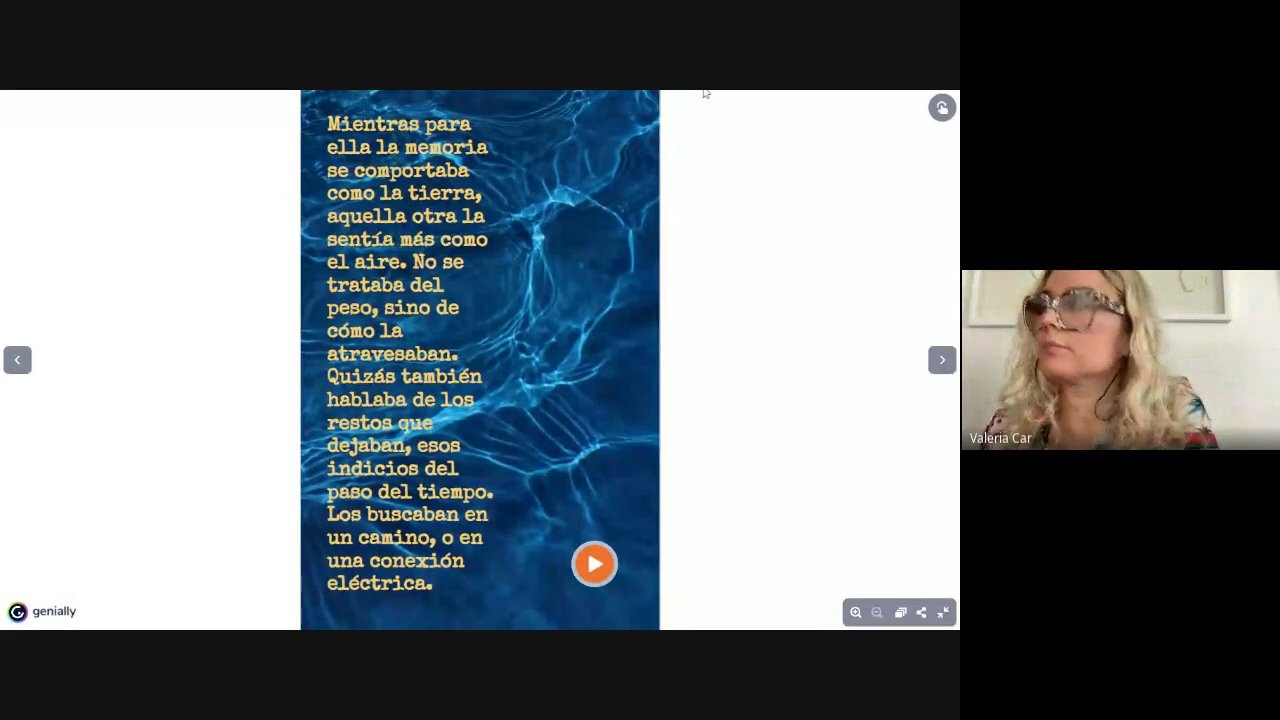 Mientras para
ella la memoria
se comportaba
como la tierra,
aquella otra la
sentía más como
el aire. No se
trataba del
peso, sino de
cómo la
atravesaban.
Quizás también
hablaba de los
restos que
dejaban, esos
indicios del
paso del tiempo.
Los buscaban en
un camino, o en
una conexión
eléctrica.
genially
Valeria Car